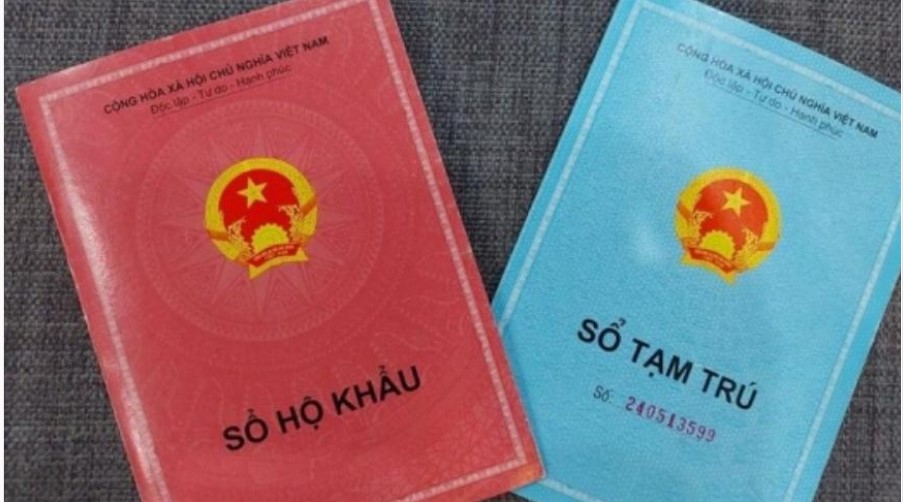 CỘNG HÒA XÃ HỘI CHỦ NGHĨA VIỆT NAM
Độc lập - Tự do - Hạnh phúc
SỔ HỘ KHẨU
CỘNG HÒA XÃ HỘI CHỦ NGHĨA VIỆT NAM
Độc lập - Tự do - Hạnh phúc
SỔ TẠM TRÚ
Số: 240513599